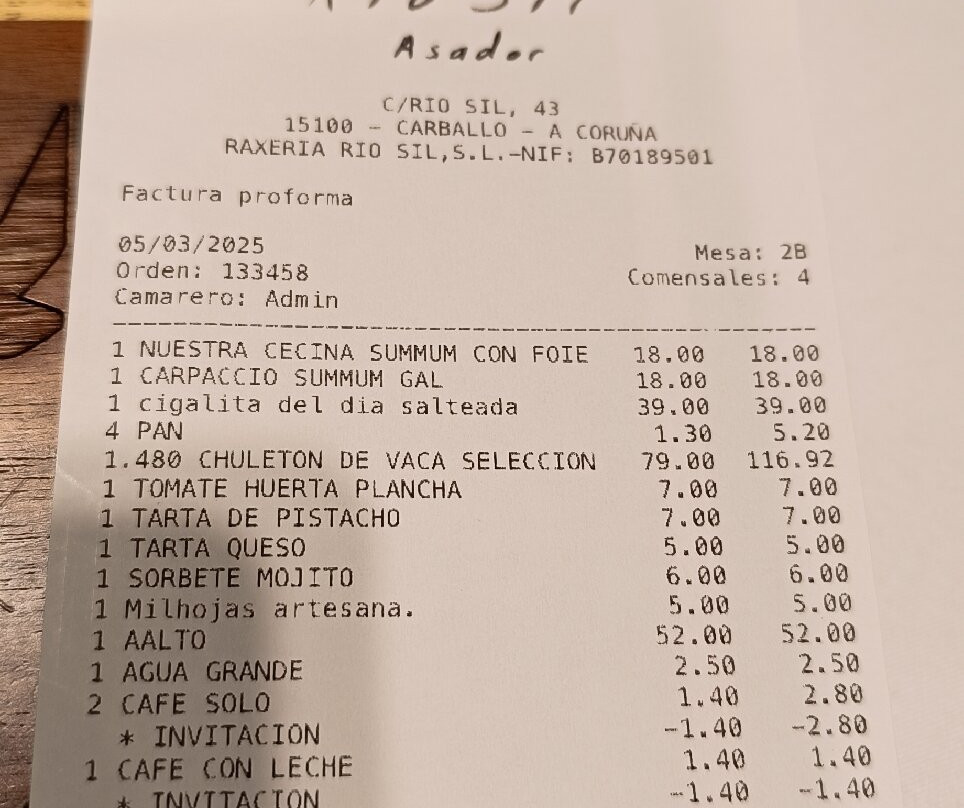 Asador
C/RIO SIL, 43
15100 - CARBALLO - A CORUÑA
RAXERIA RIO SIL,S.L.-NIF: B70189501
Factura proforma
05/03/2025 Mesa: 2B
Orden: 133458 Comensales: 4
Camarero: Admin
1 NUESTRA CECINA SUMMUM CON FOIE 18.00 18.00
1 CARPACCIO SUMMUM GAL 18.00 18.00
1 cigalita del dia salteada 39.00 39.00
4 PAN 1.30 5.20
1.480 CHULETON DE VACA SELECCION 79.00 116.92
1 TOMATE HUERTA PLANCHA 7.00 7.00
1 TARTA DE PISTACHO 7.00 7.00
1 TARTA QUESO 5.00 5.00
1 SORBETE MOJITO 6.00 6.00
1 Milhojas artesana. 5.00 5.00
1 AALTO 52.00 52.00
1 AGUA GRANDE 2.50 2.50
2 CAFE SOLO 1.40 2.80
* INVITACION -1.40 -2.80
1 CAFE CON LECHE 1.40 1.40
* INVITACION -1.40 -1.40